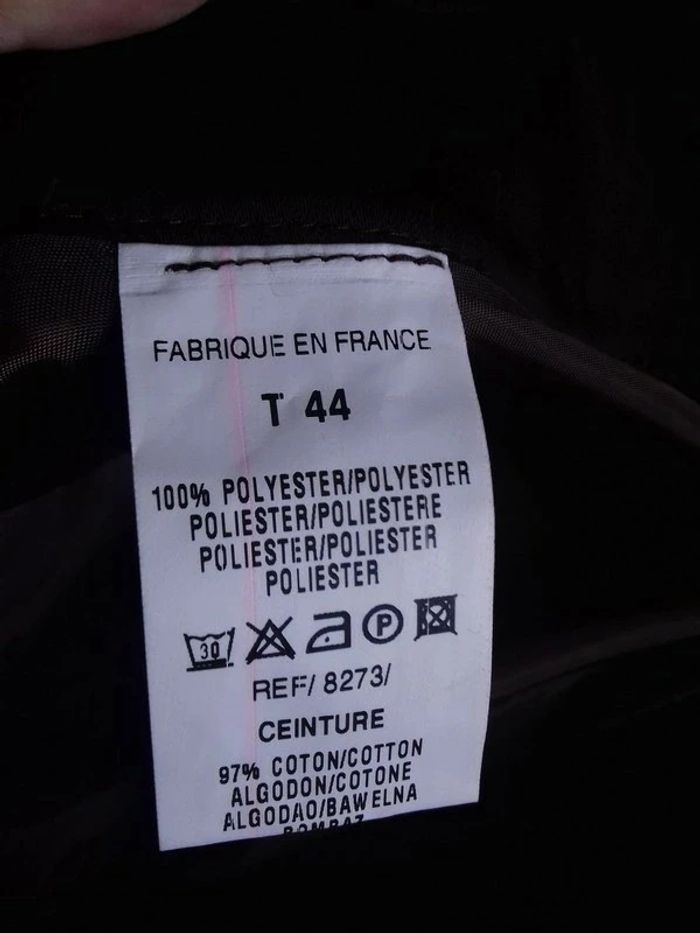 FABRIQUE EN FRANCE
T 44
100% POLYESTER/POLYESTER
POLIESTER/POLIESTERE
POLIESTER/POLIESTER
POLIESTER
30 P
REF/ 8273/
CEINTURE
97% COTON/COTTON
ALGODON/COTONE
ALGODAO/BAWELNA